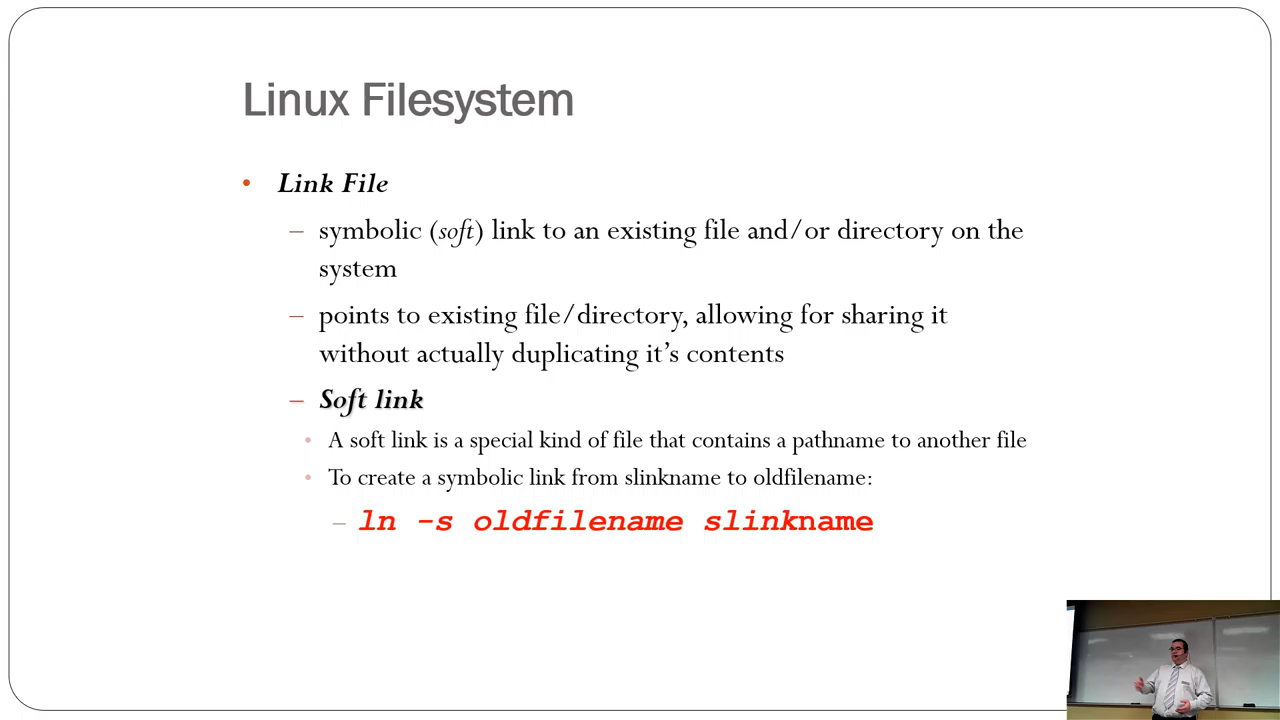 Linux Filesystem
• Link File
– symbolic (soft) link to an existing file and/or directory on the
system
– points to existing file/directory, allowing for sharing it
without actually duplicating it’s contents
– Soft link
• A soft link is a special kind of file that contains a pathname to another file
• To create a symbolic link from slinkname to oldfilename:
– ln -s oldfilename slinkname